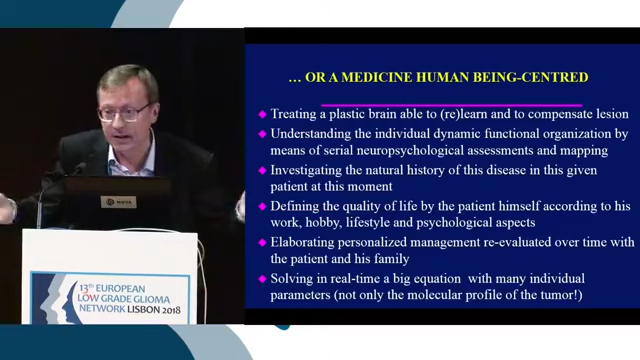 … OR A MEDICINE HUMAN BEING-CENTRED
Treating a plastic brain able to (re)learn and to compensate lesion
Understanding the individual dynamic functional organization by
means of serial neuropsychological assessments and mapping
Investigating the natural history of this disease in this given
patient at this moment
Defining the quality of life by the patient himself according to his
work, hobby, lifestyle and psychological aspects
Elaborating personalized management re-evaluated over time with
the patient and his family
Solving in real-time a big equation with many individual
parameters (not only the molecular profile of the tumor!)
NOVA
13th EUROPEAN
LOW GRADE GLIOMA
NETWORK LISBON 2018